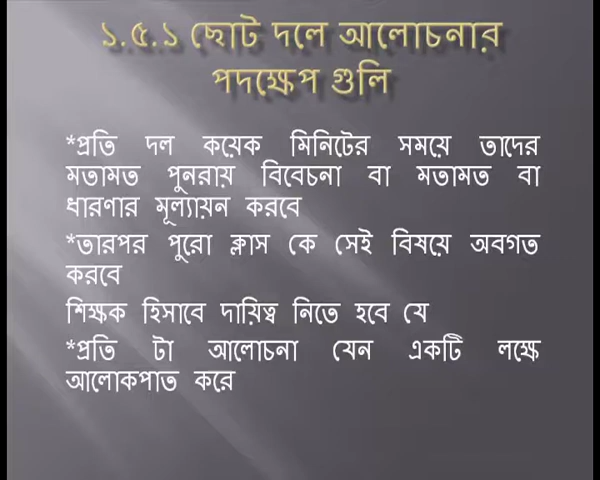 ১.৫.১ ছোট দলে আলোচনার
পদক্ষেপ গুলি
*প্রতি দল কয়েক মিনিটের সময়ে তাদের
মতামত পুনরায় বিবেচনা বা মতামত বা
ধারণার মূল্যায়ন করবে
*তারপর পুরো ক্লাস কে সেই বিষয়ে অবগত
করবে
শিক্ষক হিসাবে দায়িত্ব নিতে হবে যে
*প্রতি টা আলোচনা যেন একটি লক্ষে
আলোকপাত করে